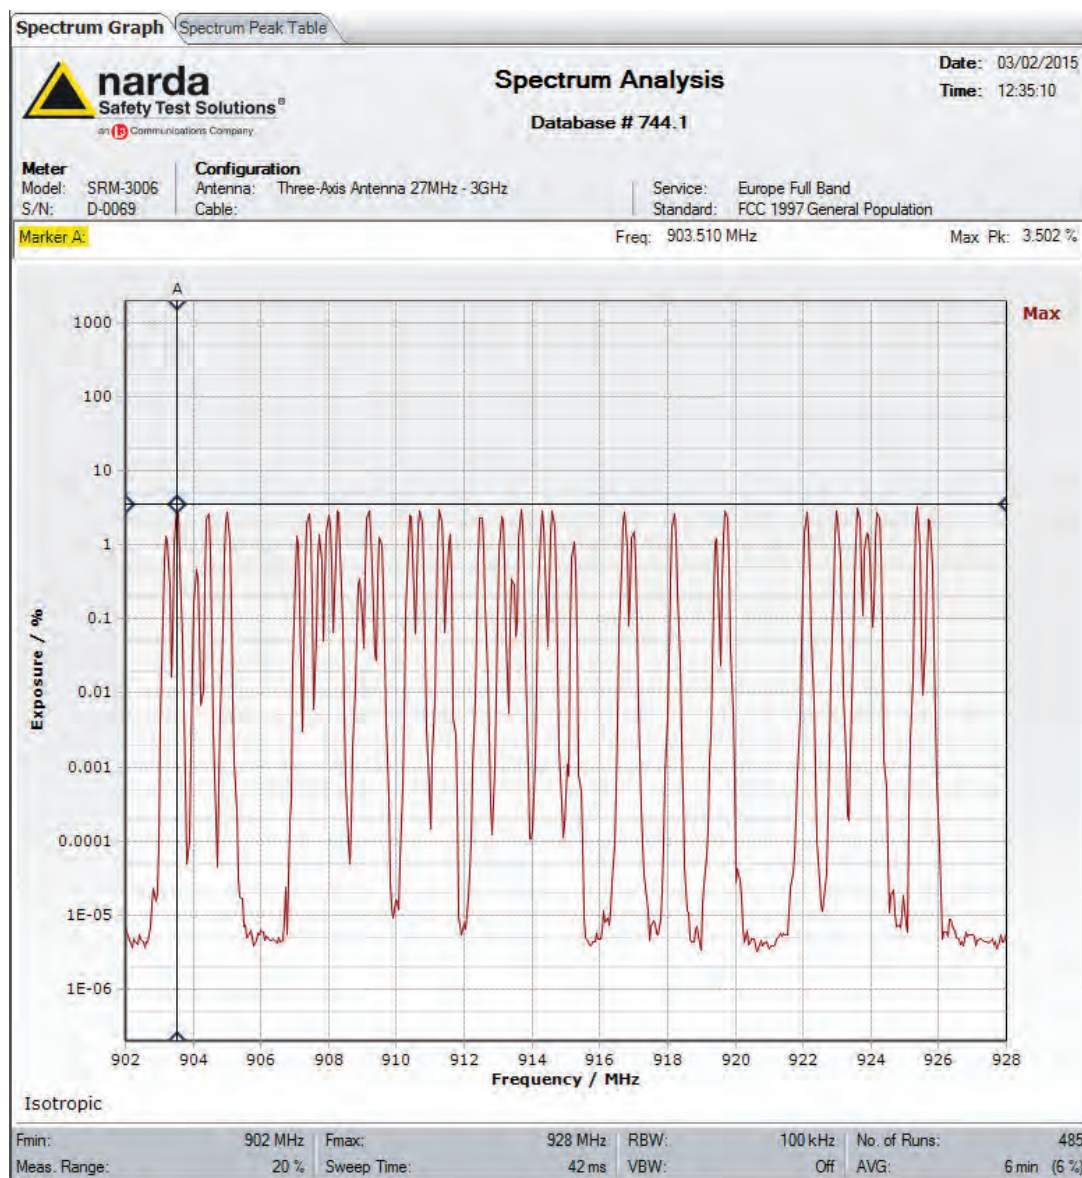 Spectrum Graph Spectrum Peak Table
narda
Safety Test Solutions®
an L3 Communications Company
Spectrum Analysis
Database # 744.1
Date: 03/02/2015
Time: 12:35:10
Meter
Model: SRM-3006
S/N: D-0069
Configuration
Antenna: Three-Axis Antenna 27MHz - 3GHz
Cable:
Service: Europe Full Band
Standard: FCC 1997 General Population
Marker A: Freq: 903.510 MHz Max Pk: 3.502 %
A
Max
1000
100
10
1
0.1
0.01
0.001
0.0001
1E-05
1E-06
Exposure / %
902 904 906 908 910 912 914 916 918 920 922 924 926 928
Frequency / MHz
Isotropic
Fmin: 902 MHz Fmax: 928 MHz RBW: 100 kHz No. of Runs: 485
Meas. Range: 20 % Sweep Time: 42 ms VBW: Off AVG: 6 min (6 %)